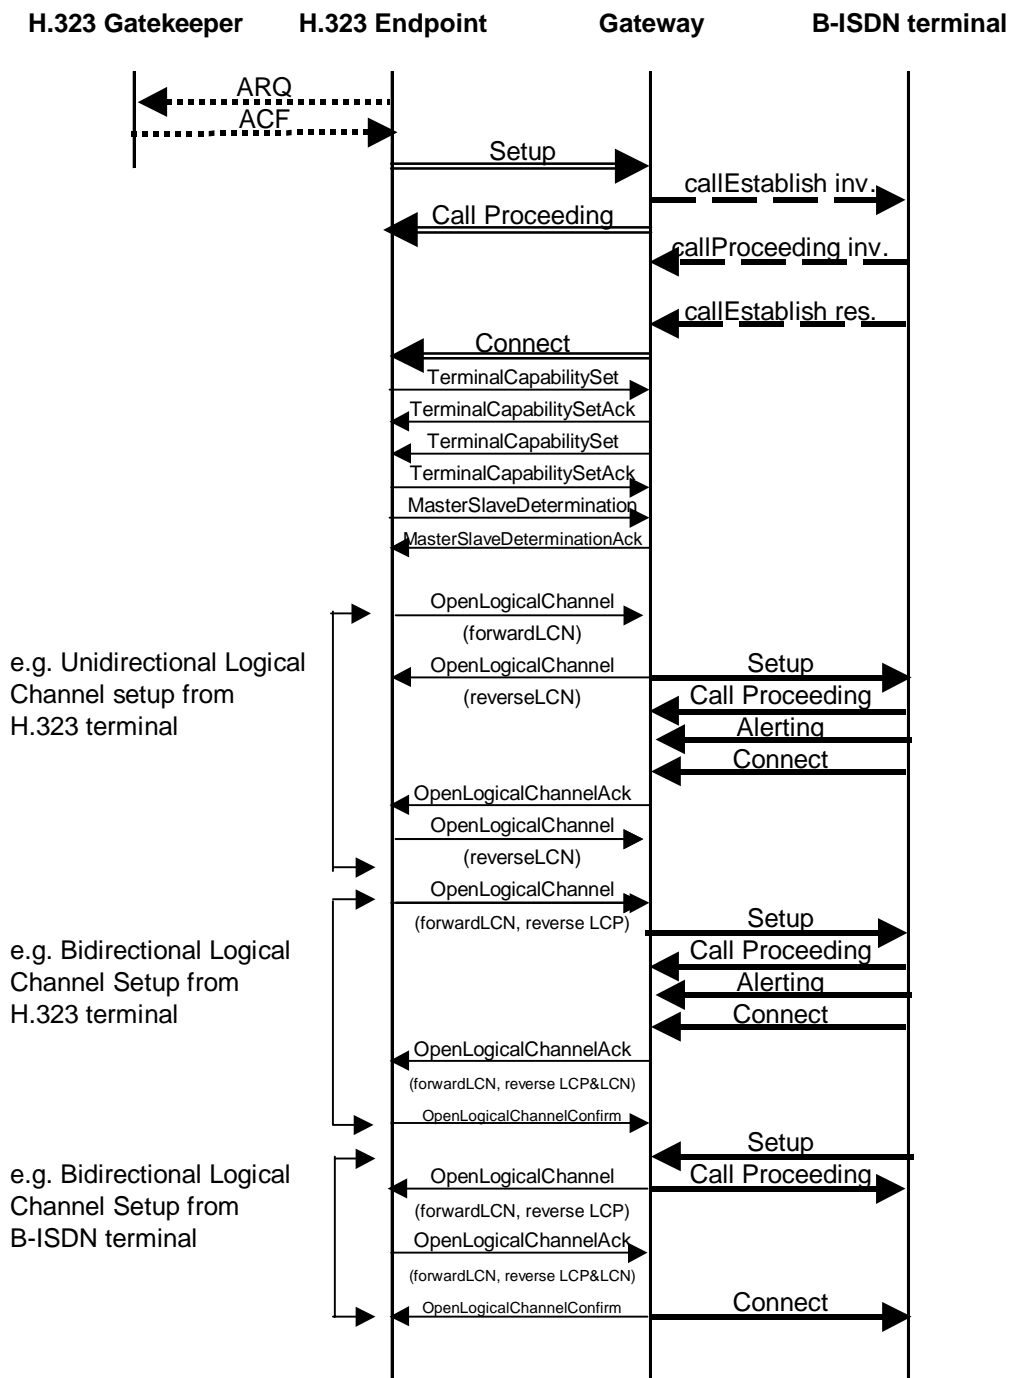 H.323 Gatekeeper H.323 Endpoint Gateway B-ISDN terminal
ARQ
ACF
Setup
callEstablish inv.
Call Proceeding
callProceeding inv.
callEstablish res.
Connect
TerminalCapabilitySet
TerminalCapabilitySetAck
TerminalCapabilitySet
TerminalCapabilitySetAck
MasterSlaveDetermination
MasterSlaveDeterminationAck
OpenLogicalChannel
(forwardLCN)
e.g. Unidirectional Logical
Channel setup from
H.323 terminal
OpenLogicalChannel
(reverseLCN)
Setup
Call Proceeding
Alerting
Connect
OpenLogicalChannelAck
OpenLogicalChannel
(reverseLCN)
OpenLogicalChannel
(forwardLCN, reverse LCP)
Setup
e.g. Bidirectional Logical
Channel Setup from
H.323 terminal
Call Proceeding
Alerting
Connect
OpenLogicalChannelAck
(forwardLCN, reverse LCP&LCN)
OpenLogicalChannelConfirm
Setup
e.g. Bidirectional Logical
Channel Setup from
B-ISDN terminal
OpenLogicalChannel
(forwardLCN, reverse LCP)
Call Proceeding
OpenLogicalChannelAck
(forwardLCN, reverse LCP&LCN)
OpenLogicalChannelConfirm
Connect